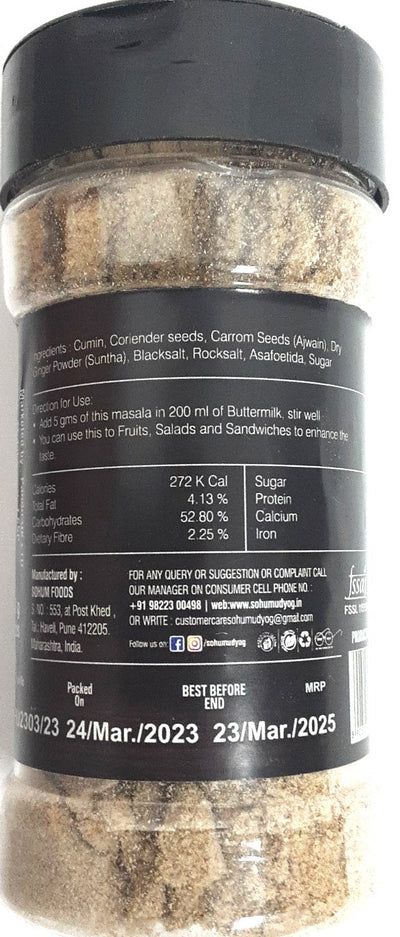 Ingredients : Cumin, Coriender seeds, Carrom Seeds (Ajwain), Dry
Ginger Powder (Suntha), Blacksalt, Rocksalt, Asafoetida, Sugar
Direction for Use:
• Add 5 gms of this masala in 200 ml of Buttermilk, stir well
• You can use this to Fruits, Salads and Sandwiches to enhance the
taste.
Calories 272 K Cal Sugar
Total Fat 4.13 % Protein
Carbohydrates 52.80 % Calcium
Dietary Fibre 2.25 % Iron
Manufactured by :
SOHUM FOODS
S. NO. : 553, at Post Khed,
Tal.: Haveli, Pune 412205.
Maharashtra, India.
FOR ANY QUERY OR SUGGESTION OR COMPLAINT CALL
OUR MANAGER ON CONSUMER CELL PHONE NO. :
+91 98223 00498 | web:www.sohumudyog.in
OR WRITE : customercaresohumudyog@gmail.com
Follow us on: /sohumudyog
fssai
FSSL
Packed
On
BEST BEFORE
END
MRP
2303/23 24/Mar./2023 23/Mar./2025